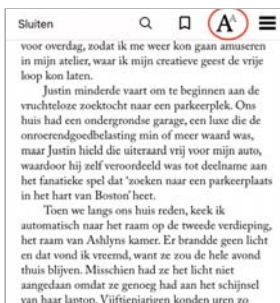 Sluiten
AA
voor overdag, zodat ik me weer kon gaan amuseren
in mijn atelier, waar ik mijn creatieve geest de vrije
loop kon laten.
Justin minderde vaart om te beginnen aan de
vruchteloze zoektocht naar een parkeerplek. Ons
huis had een ondergrondse garage, een luxe die de
onroerendgoedbelasting min of meer waard was,
maar Justin hield die uiteraard vrij voor mijn auto,
waardoor hij zelf veroordeeld was tot deelname aan
het fanatieke spel dat ‘zoeken naar een parkeerplaats
in het hart van Boston’ heet.
Toen we langs ons huis reden, keek ik
automatisch naar het raam op de tweede verdieping,
het raam van Ashlyns kamer. Er brandde geen licht
en dat vond ik vreemd, want ze zou de hele avond
thuis blijven. Misschien had ze het licht niet
aangedaan omdat ze genoeg had aan het schijnsel
van haar laptop. Vijftienjarigen konden uren zo